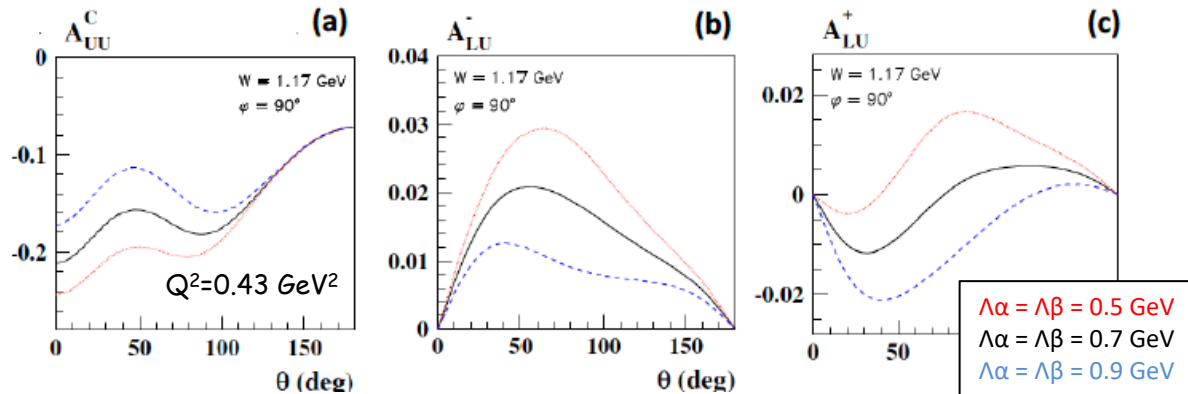 (a)
A_UU^C
W = 1.17 GeV
φ = 90°
0
-0.1
-0.2
Q²=0.43 GeV²
0 50 100 150
θ (deg)
(b)
A_LU^-
W = 1.17 GeV
φ = 90°
0.04
0.03
0.02
0.01
0
0 50 100 150
θ (deg)
(c)
A_LU^+
W = 1.17 GeV
φ = 90°
0.02
0
-0.02
0 50
Λα = Λβ = 0.5 GeV
Λα = Λβ = 0.7 GeV
Λα = Λβ = 0.9 GeV